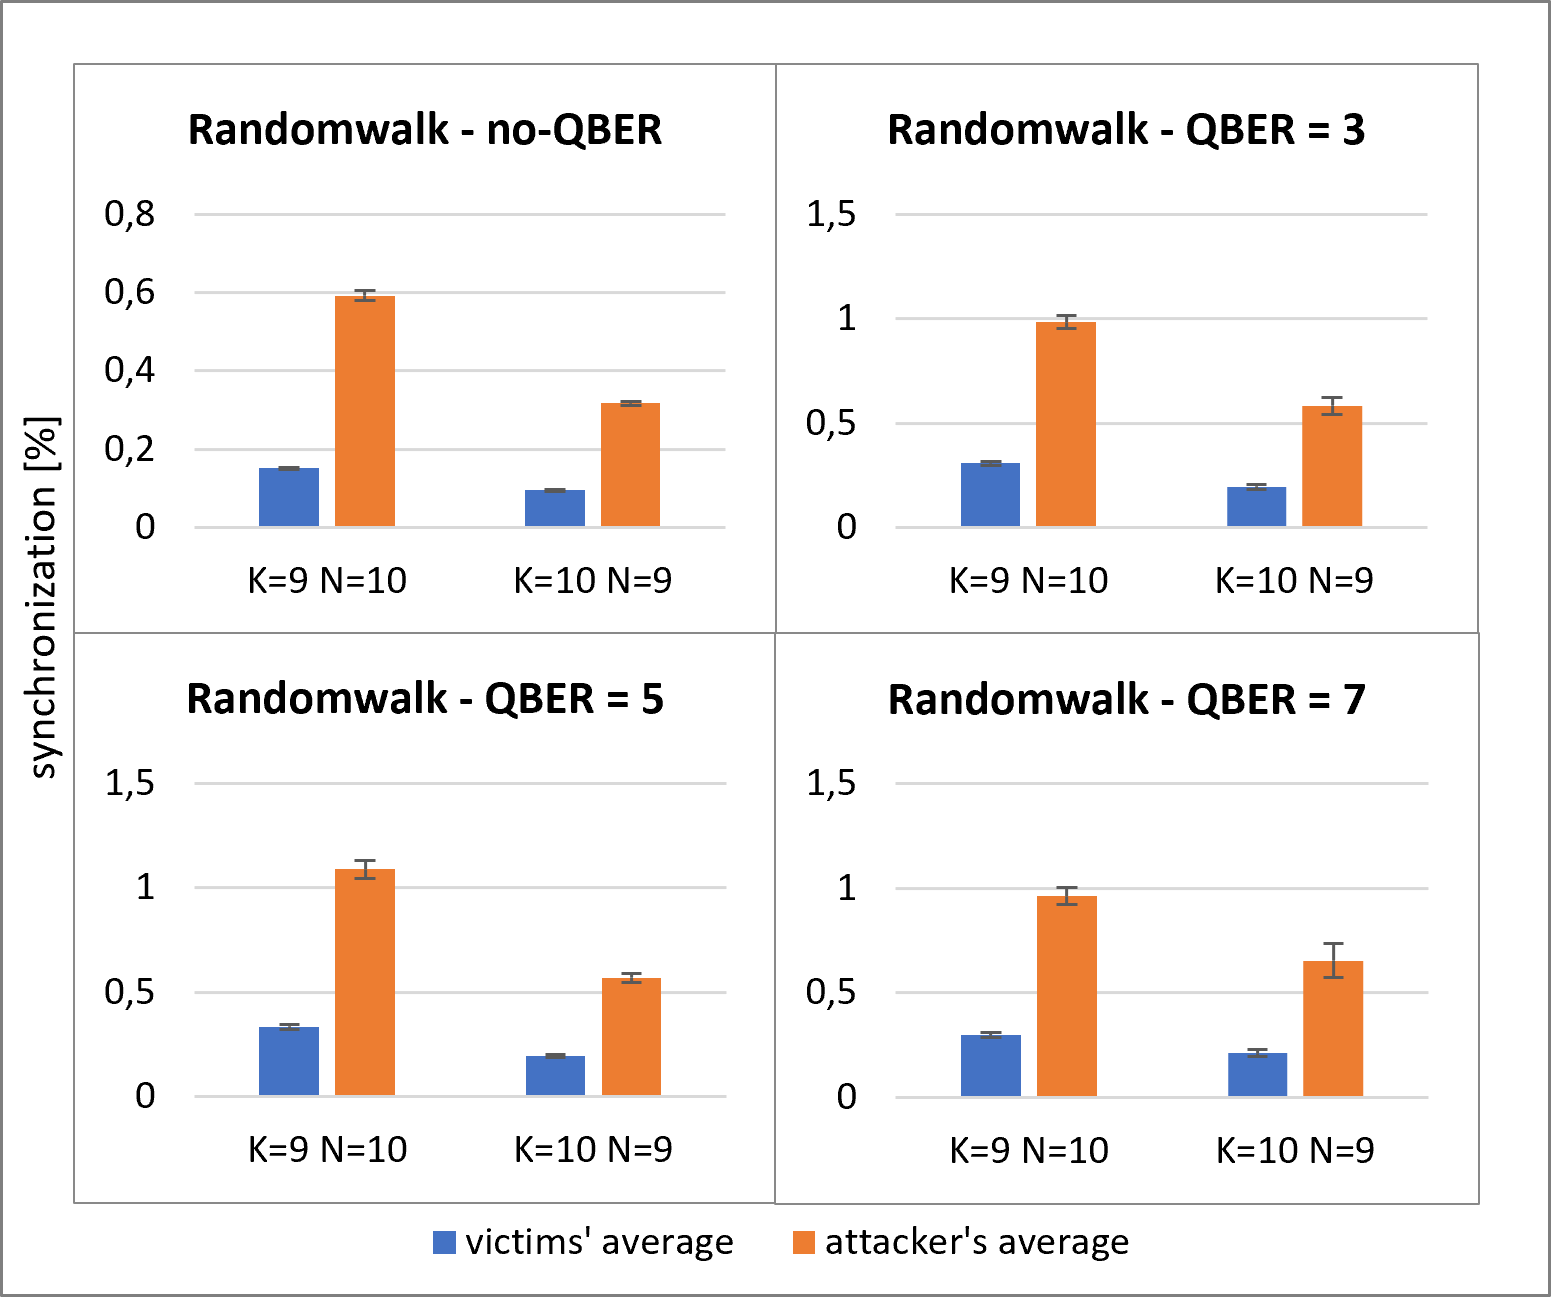 synchronization [%]
Randomwalk - no-QBER
0,8
0,6
0,4
0,2
0
K=9 N=10 K=10 N=9
Randomwalk - QBER = 3
1,5
1
0,5
0
K=9 N=10 K=10 N=9
Randomwalk - QBER = 5
1,5
1
0,5
0
K=9 N=10 K=10 N=9
Randomwalk - QBER = 7
1,5
1
0,5
0
K=9 N=10 K=10 N=9
victims' average attacker's average